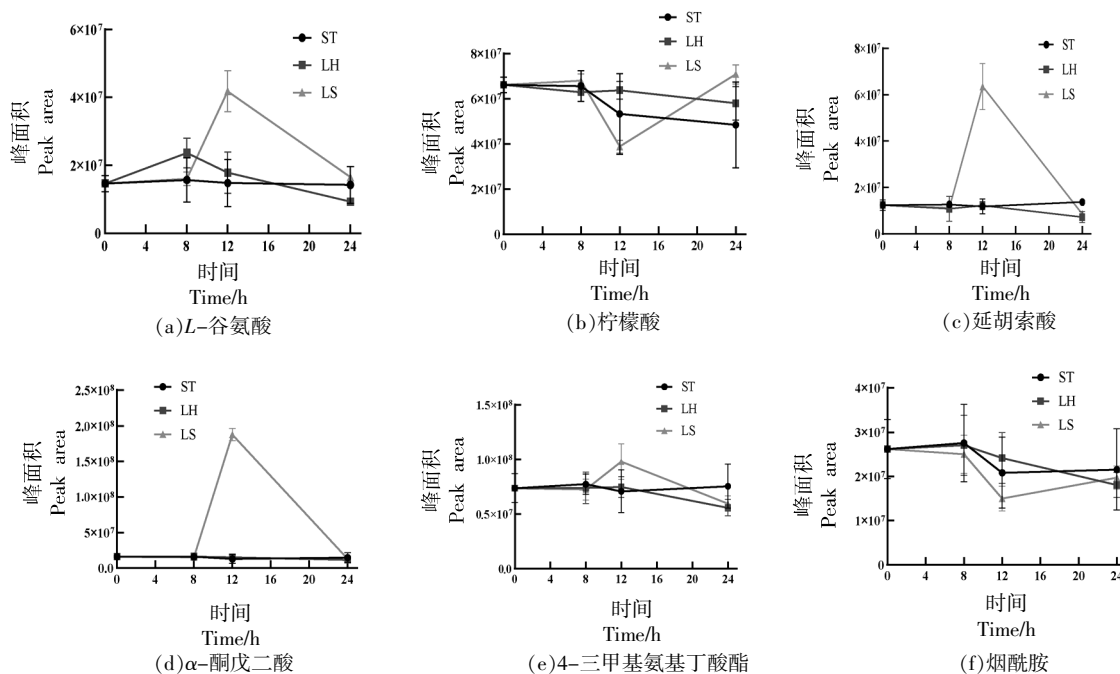 6×10⁷
4×10⁷
2×10⁷
0
峰面积
Peak area
ST
LH
LS
0 4 8 12 16 20 24
时间
Time/h
(a)L-谷氨酸
8×10⁷
6×10⁷
4×10⁷
2×10⁷
0
峰面积
Peak area
ST
LH
LS
0 4 8 12 16 20 24
时间
Time/h
(b)柠檬酸
8×10⁷
6×10⁷
4×10⁷
2×10⁷
0
峰面积
Peak area
ST
LH
LS
0 4 8 12 16 20 24
时间
Time/h
(c)延胡索酸
2.5×10⁸
2.0×10⁸
1.5×10⁸
1.0×10⁸
5×10⁷
0.0
峰面积
Peak area
ST
LH
LS
0 4 8 12 16 20 24
时间
Time/h
(d)α-酮戊二酸
1.5×10⁸
1.0×10⁸
0.5×10⁷
0.0
峰面积
Peak area
ST
LH
LS
0 4 8 12 16 20 24
时间
Time/h
(e)4-三甲基氨基丁酸酯
4×10⁷
3×10⁷
2×10⁷
1×10⁷
0
峰面积
Peak area
ST
LH
LS
0 4 8 12 16 20 24
时间
Time/h
(f)烟酰胺